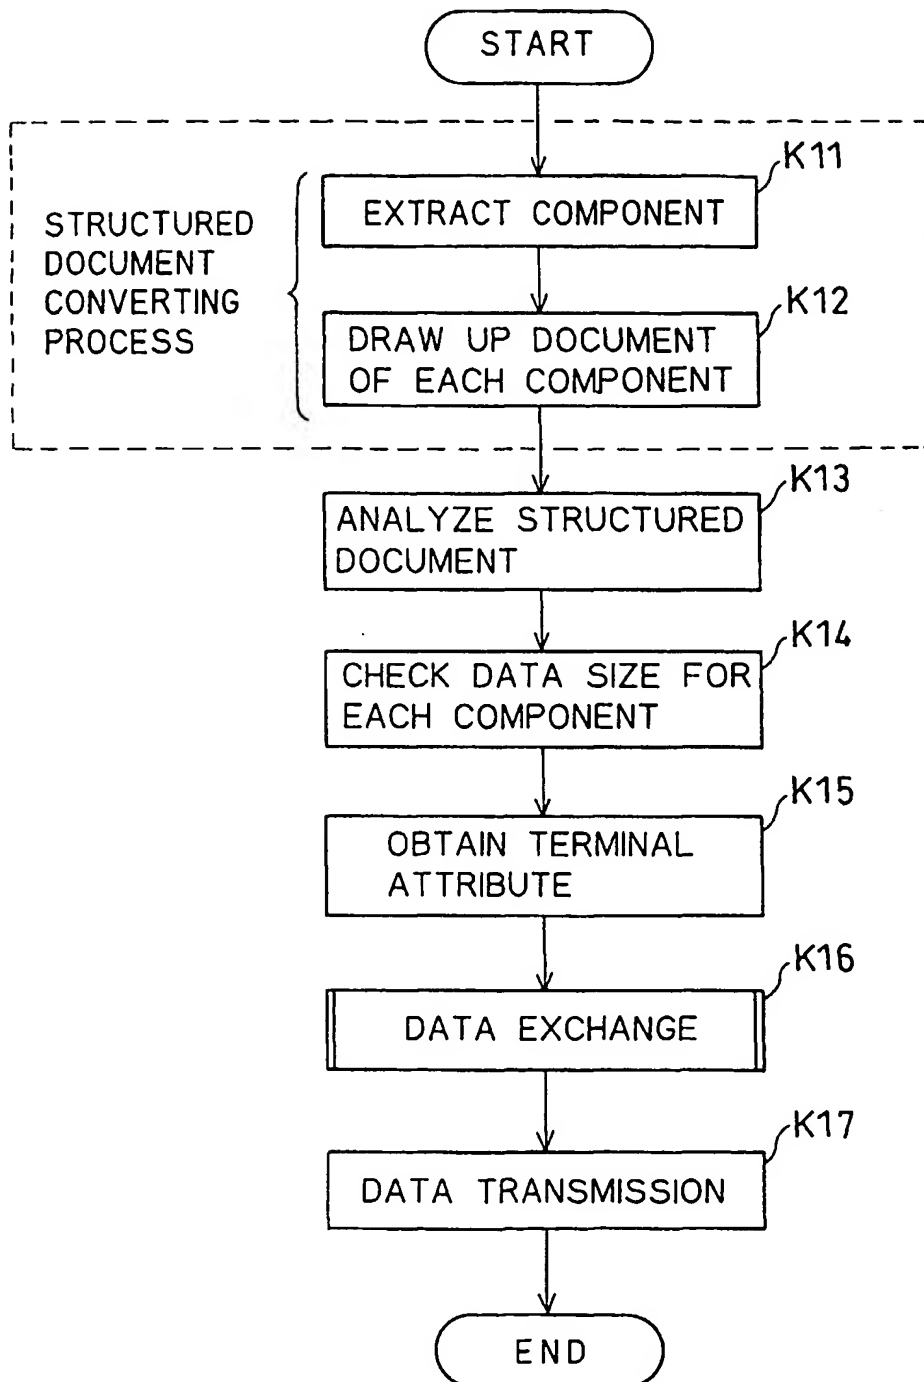 START
K11
EXTRACT COMPONENT
STRUCTURED
DOCUMENT
CONVERTING
PROCESS
K12
DRAW UP DOCUMENT
OF EACH COMPONENT
K13
ANALYZE STRUCTURED
DOCUMENT
K14
CHECK DATA SIZE FOR
EACH COMPONENT
K15
OBTAIN TERMINAL
ATTRIBUTE
K16
DATA EXCHANGE
K17
DATA TRANSMISSION
END